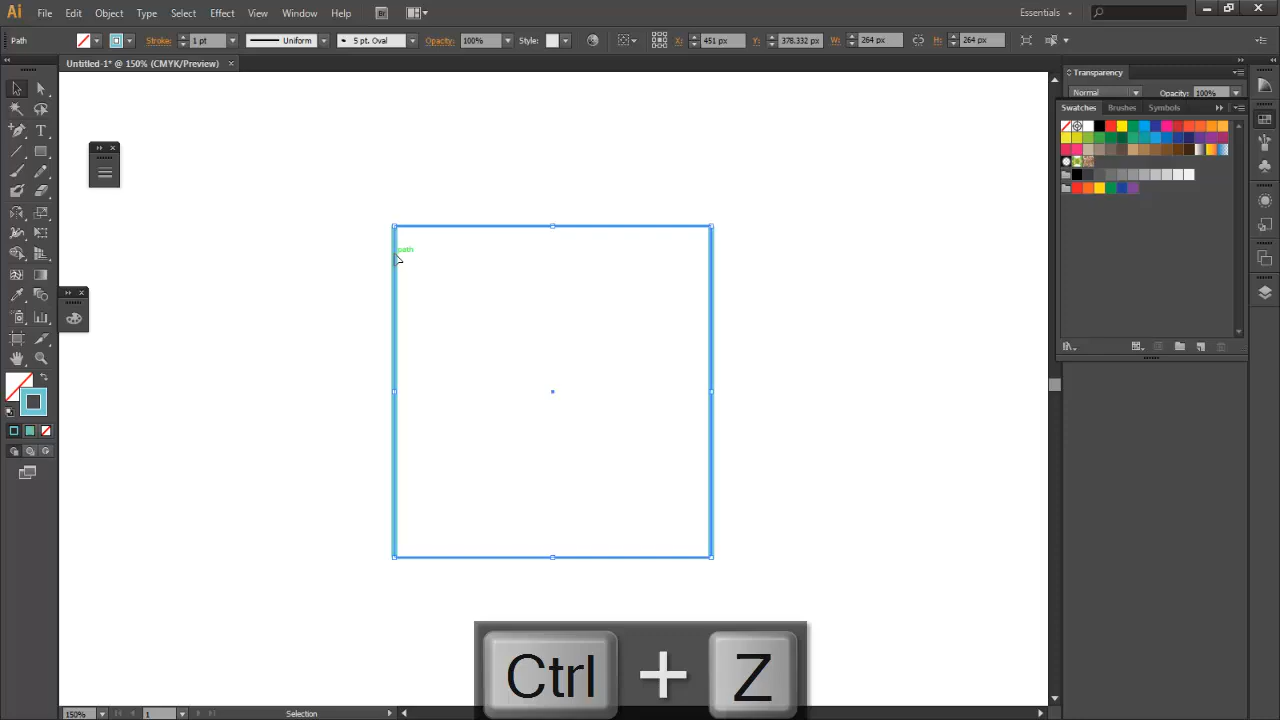 Ai File Edit Object Type Select Effect View Window Help Br Essentials
Path Stroke: 1 pt Uniform 5 pt. Oval Opacity: 100% Style: X: 451 px Y: 378.332 px W: 264 px H: 264 px
Untitled-1* @ 150% (CMYK/Preview)
Transparency
Normal Opacity: 100%
Swatches Brushes Symbols
path
Ctrl + Z
150% 1 Selection